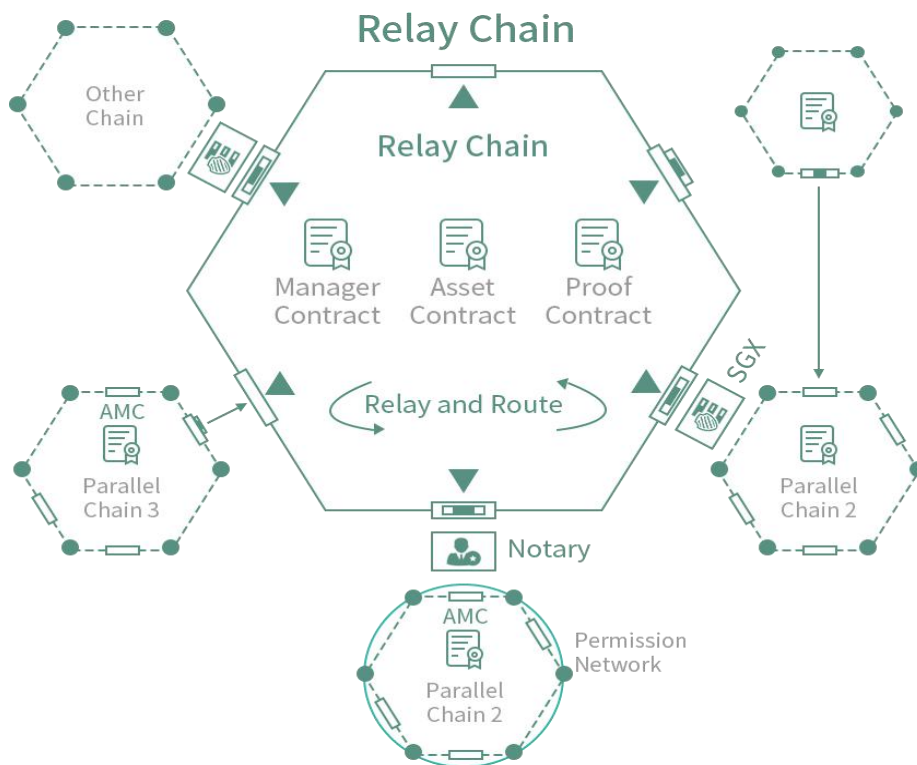 Relay Chain
Other
Chain
Relay Chain
Manager
Contract
Asset
Contract
Proof
Contract
SGX
Relay and Route
AMC
Parallel
Chain 3
Parallel
Chain 2
Notary
AMC
Parallel
Chain 2
Permission
Network